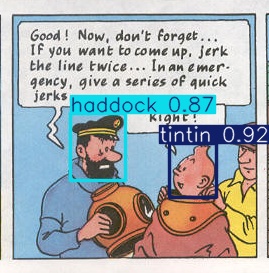 Good! Now, don't forget...
If you want to come up, jerk
the line twice... In an emer-
gency, give a series of quick
jerks
haddock 0.87
Right!
tintin 0.92